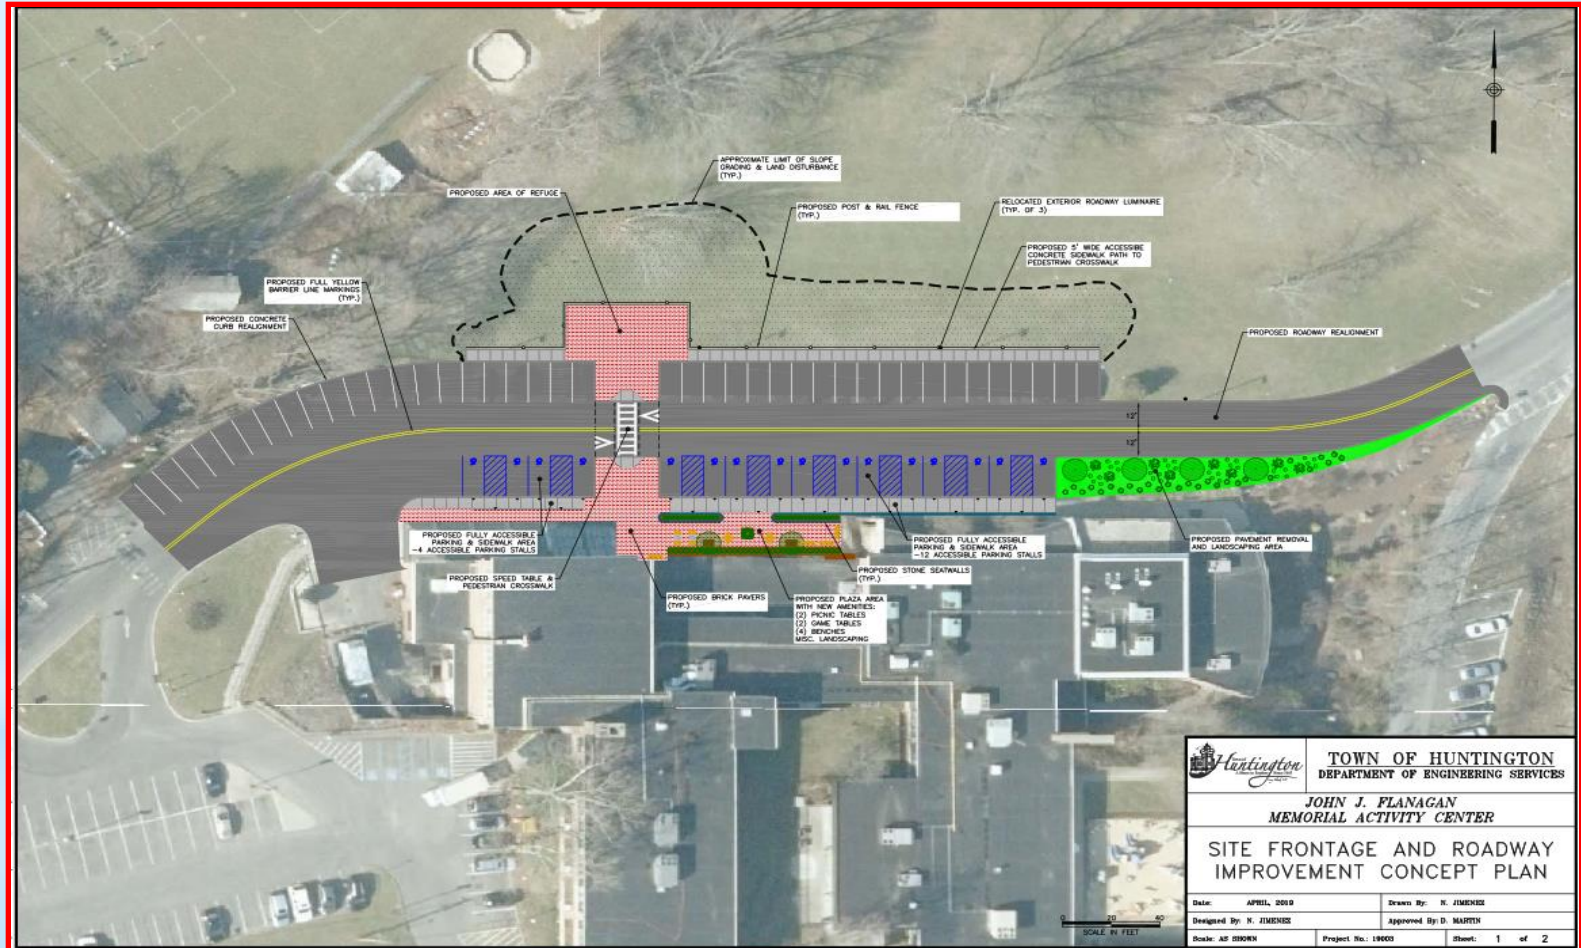 APPROXIMATE LIMIT OF SLOPE
GRADING & LAND DISTURBANCE
(TYP.)
PROPOSED AREA OF REFUGE
PROPOSED POST & RAIL FENCE
(TYP.)
RELOCATED EXTERIOR ROADWAY LUMINAIRE
(TYP. OF 3)
PROPOSED 5' WIDE ACCESSIBE
CONCRETE SIDEWALK PATH TO
PEDESTRIAN CROSSWALK
PROPOSED FULL YELLOW
BARRIER LINE MARKINGS
(TYP.)
PROPOSED CONCRETE
CURB REALIGNMENT
PROPOSED ROADWAY REALIGNMENT
12'
12'
PROPOSED FULLY ACCESSIBLE
PARKING & SIDEWALK AREA
-4 ACCESSIBLE PARKING STALLS
PROPOSED FULLY ACCESSIBLE
PARKING & SIDEWALK AREA
-12 ACCESSIBLE PARKING STALLS
PROPOSED PAVEMENT REMOVAL
AND LANDSCAPING AREA
PROPOSED SPEED TABLE &
PEDESTRIAN CROSSWALK
PROPOSED STONE SEATWALLS
(TYP.)
PROPOSED BRICK PAVERS
(TYP.)
PROPOSED PLAZA AREA
WITH NEW AMENITIES:
(2) PICNIC TABLES
(2) GAME TABLES
(4) BENCHES
MISC. LANDSCAPING
0 20 40
SCALE IN FEET
Huntington
TOWN OF HUNTINGTON
DEPARTMENT OF ENGINEERING SERVICES
JOHN J. FLANAGAN
MEMORIAL ACTIVITY CENTER
SITE FRONTAGE AND ROADWAY
IMPROVEMENT CONCEPT PLAN
Date: APRIL, 2019 Drawn By: N. JIMENEZ
Designed By: N. JIMENEZ Approved By: D. MARTIN
Scale: AS SHOWN Project No.: 19003 Sheet: 1 of 2